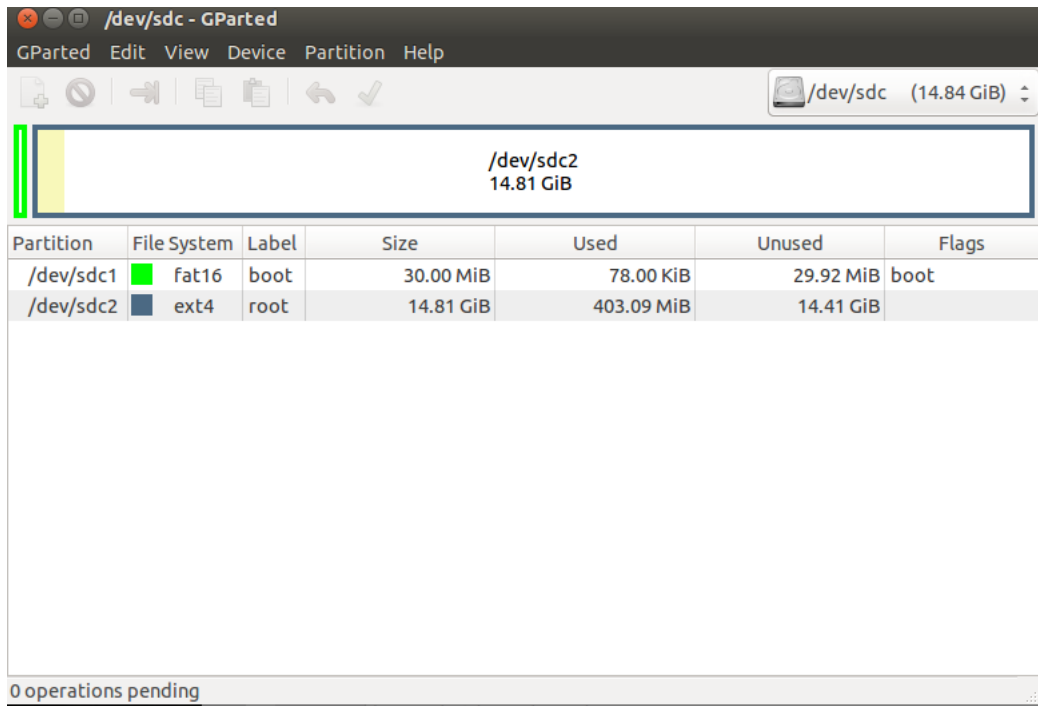 /dev/sdc - GParted
GParted Edit View Device Partition Help
/dev/sdc (14.84 GiB)
/dev/sdc2
14.81 GiB
Partition File System Label Size Used Unused Flags
/dev/sdc1 fat16 boot 30.00 MiB 78.00 KiB 29.92 MiB boot
/dev/sdc2 ext4 root 14.81 GiB 403.09 MiB 14.41 GiB
0 operations pending